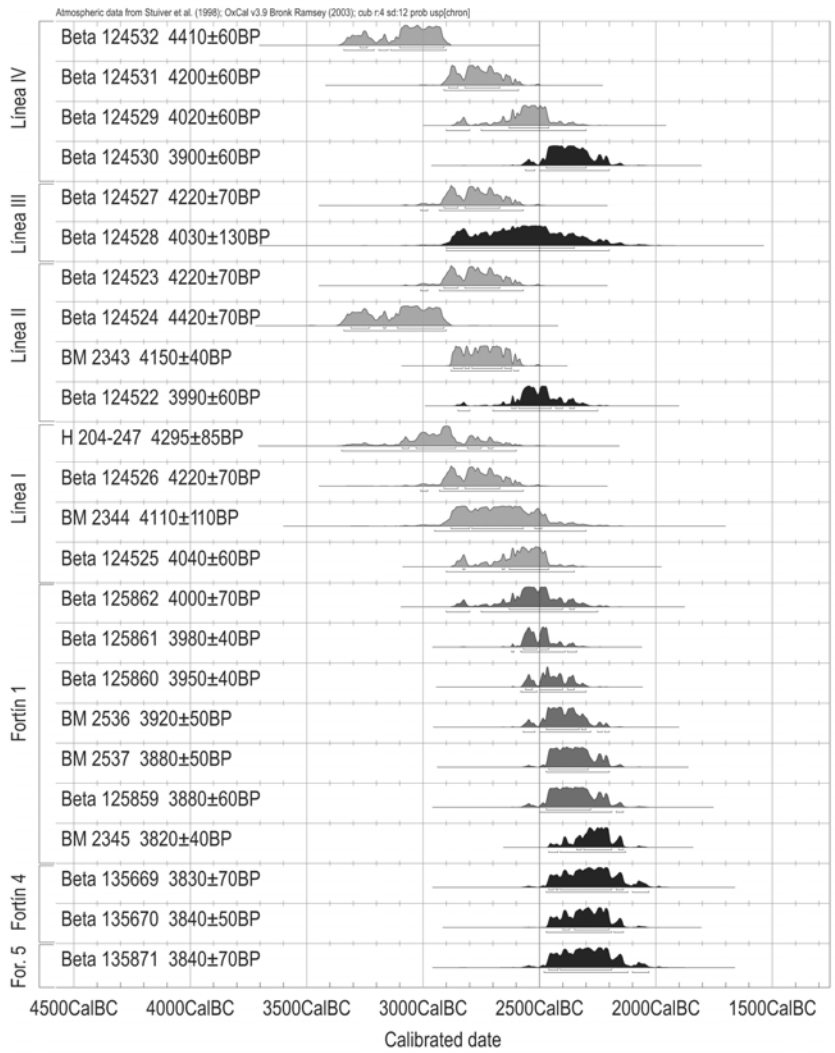 Atmospheric data from Stuiver et al. (1998); OxCal v3.9 Bronk Ramsey (2003); cub r:4 sd:12 prob usp[chron]
Línea IV
Beta 124532 4410±60BP
Beta 124531 4200±60BP
Beta 124529 4020±60BP
Beta 124530 3900±60BP
Línea III
Beta 124527 4220±70BP
Beta 124528 4030±130BP
Línea II
Beta 124523 4220±70BP
Beta 124524 4420±70BP
BM 2343 4150±40BP
Beta 124522 3990±60BP
Línea I
H 204-247 4295±85BP
Beta 124526 4220±70BP
BM 2344 4110±110BP
Beta 124525 4040±60BP
Fortín 1
Beta 125862 4000±70BP
Beta 125861 3980±40BP
Beta 125860 3950±40BP
BM 2536 3920±50BP
BM 2537 3880±50BP
Beta 125859 3880±60BP
BM 2345 3820±40BP
Fortín 4
Beta 135669 3830±70BP
Beta 135670 3840±50BP
For. 5
Beta 135871 3840±70BP
4500CalBC 4000CalBC 3500CalBC 3000CalBC 2500CalBC 2000CalBC 1500CalBC
Calibrated date